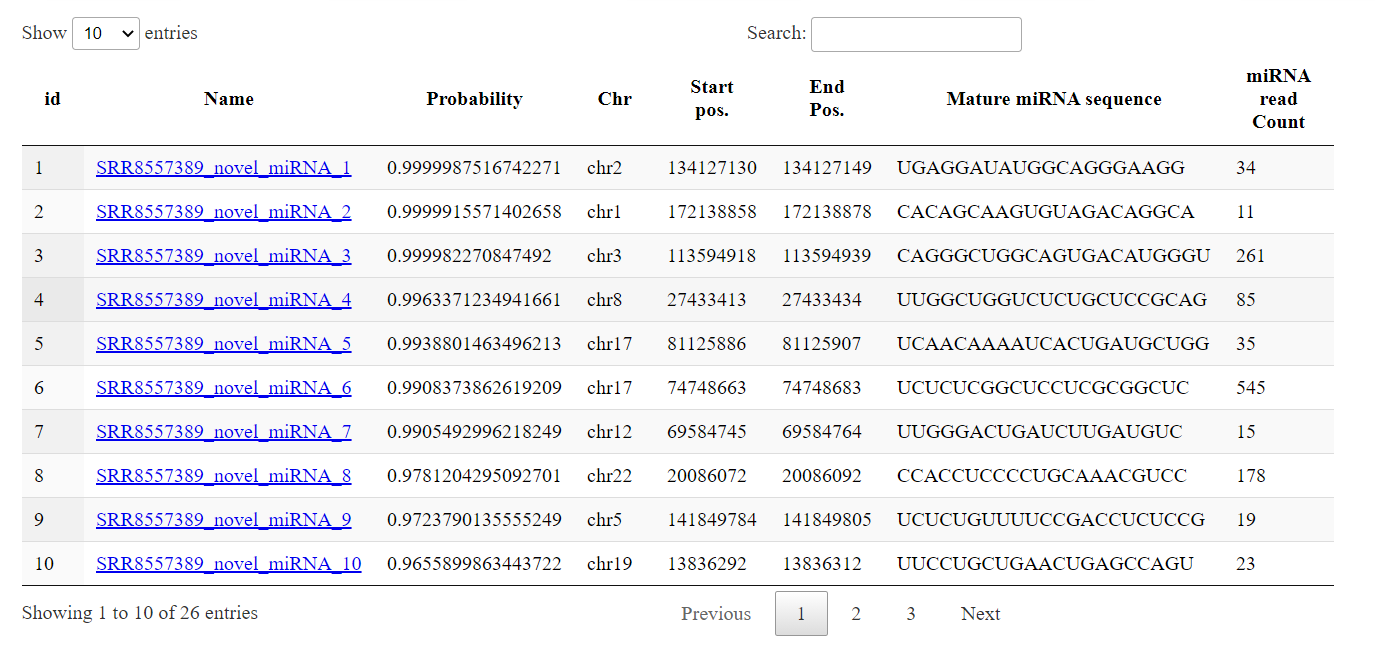 Show 10 entries Search:
id Name Probability Chr Start pos. End Pos. Mature miRNA sequence miRNA read Count
1 SRR8557389_novel_miRNA_1 0.9999987516742271 chr2 134127130 134127149 UGAGGAUAUGGCAGGGAAGG 34
2 SRR8557389_novel_miRNA_2 0.9999915571402658 chr1 172138858 172138878 CACAGCAAGUGUAGACAGGCA 11
3 SRR8557389_novel_miRNA_3 0.999982270847492 chr3 113594918 113594939 CAGGGCUGGCAGUGACAUGGGU 261
4 SRR8557389_novel_miRNA_4 0.9963371234941661 chr8 27433413 27433434 UUGGCUGGUCUCUGCUCCGCAG 85
5 SRR8557389_novel_miRNA_5 0.9938801463496213 chr17 81125886 81125907 UCAACAAAAUCACUGAUGCUGG 35
6 SRR8557389_novel_miRNA_6 0.9908373862619209 chr17 74748663 74748683 UCUCUCGGCUCCUCGCGGCUC 545
7 SRR8557389_novel_miRNA_7 0.9905492996218249 chr12 69584745 69584764 UUGGGACUGAUCUUGAUGUC 15
8 SRR8557389_novel_miRNA_8 0.9781204295092701 chr22 20086072 20086092 CCACCUCCCCUGCAAACGUCC 178
9 SRR8557389_novel_miRNA_9 0.9723790135555249 chr5 141849784 141849805 UCUCUGUUUUCCGACCUCUCCG 19
10 SRR8557389_novel_miRNA_10 0.9655899863443722 chr19 13836292 13836312 UUCCUGCUGAACUGAGCCAGU 23
Showing 1 to 10 of 26 entries Previous 1 2 3 Next